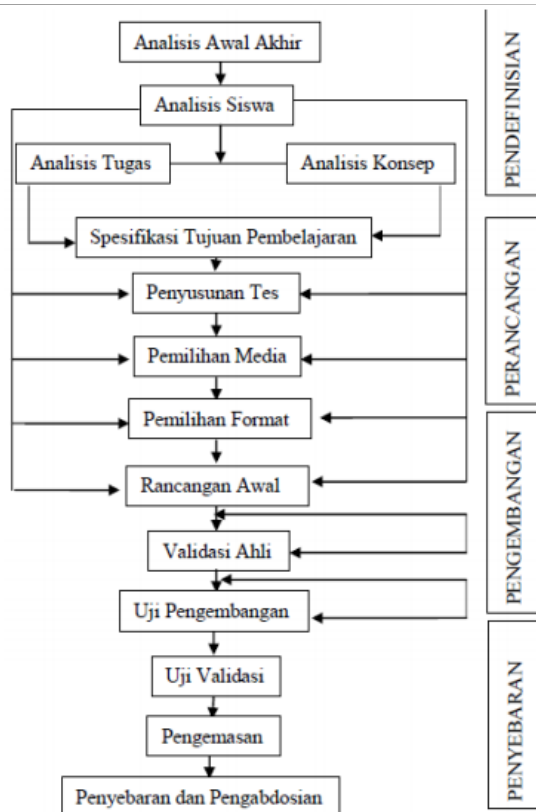 Analisis Awal Akhir
Analisis Siswa
Analisis Tugas
Analisis Konsep
Spesifikasi Tujuan Pembelajaran
Penyusunan Tes
Pemilihan Media
Pemilihan Format
Rancangan Awal
Validasi Ahli
Uji Pengembangan
Uji Validasi
Pengemasan
Penyebaran dan Pengabdosian
PENDEFINISIAN
PERANCANGAN
PENGEMBANGAN
PENYEBARAN